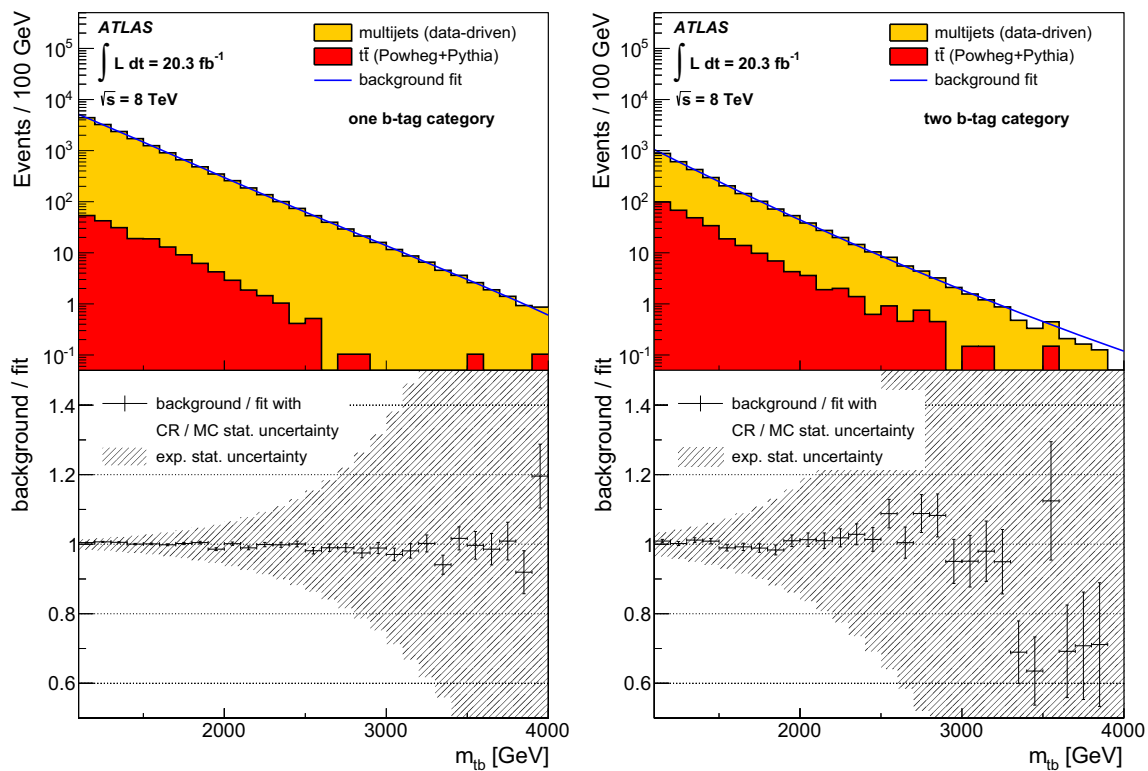 ATLAS
∫ L dt = 20.3 fb⁻¹
√s = 8 TeV
multijets (data-driven)
tt̄ (Powheg+Pythia)
background fit
one b-tag category
Events / 100 GeV
10⁵
10⁴
10³
10²
10
1
10⁻¹
background / fit
1.4
1.2
1
0.8
0.6
background / fit with
CR / MC stat. uncertainty
exp. stat. uncertainty
2000 3000 4000
m_tb [GeV]
ATLAS
∫ L dt = 20.3 fb⁻¹
√s = 8 TeV
multijets (data-driven)
tt̄ (Powheg+Pythia)
background fit
two b-tag category
Events / 100 GeV
10⁵
10⁴
10³
10²
10
1
10⁻¹
background / fit
1.4
1.2
1
0.8
0.6
background / fit with
CR / MC stat. uncertainty
exp. stat. uncertainty
2000 3000 4000
m_tb [GeV]